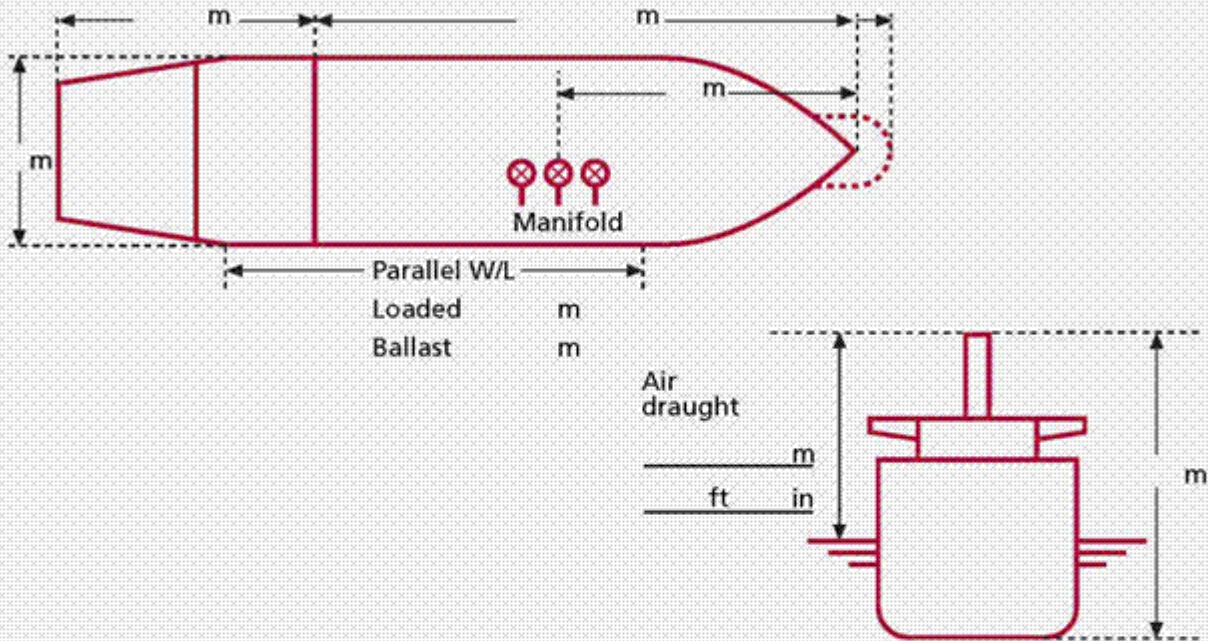 m
m
m
m
Manifold
Parallel W/L
Loaded m
Ballast m
Air
draught
m
ft in
m